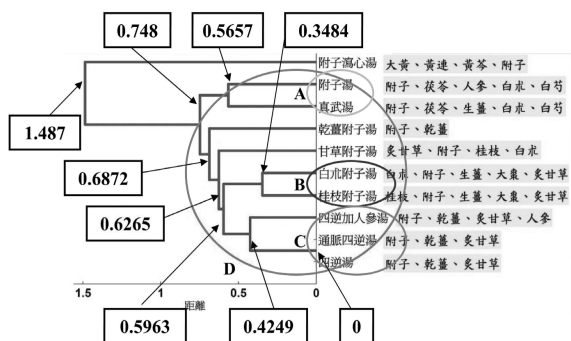 0.748
0.5657
0.3484
附子瀉心湯 大黃、黃連、黃芩、附子
A 附子湯 附子、茯苓、人參、白朮、白芍
真武湯 附子、茯苓、生薑、白朮、白芍
1.487
乾薑附子湯 附子、乾薑
0.6872
甘草附子湯 炙甘草、附子、桂枝、白朮
B 白朮附子湯 白朮、附子、生薑、大棗、炙甘草
桂枝附子湯 桂枝、附子、生薑、大棗、炙甘草
0.6265
四逆加人參湯 附子、乾薑、炙甘草、人參
C 通脈四逆湯 附子、乾薑、炙甘草
D 四逆湯 附子、乾薑、炙甘草
1.5 1 0.5 0
距離
0.5963
0.4249
0